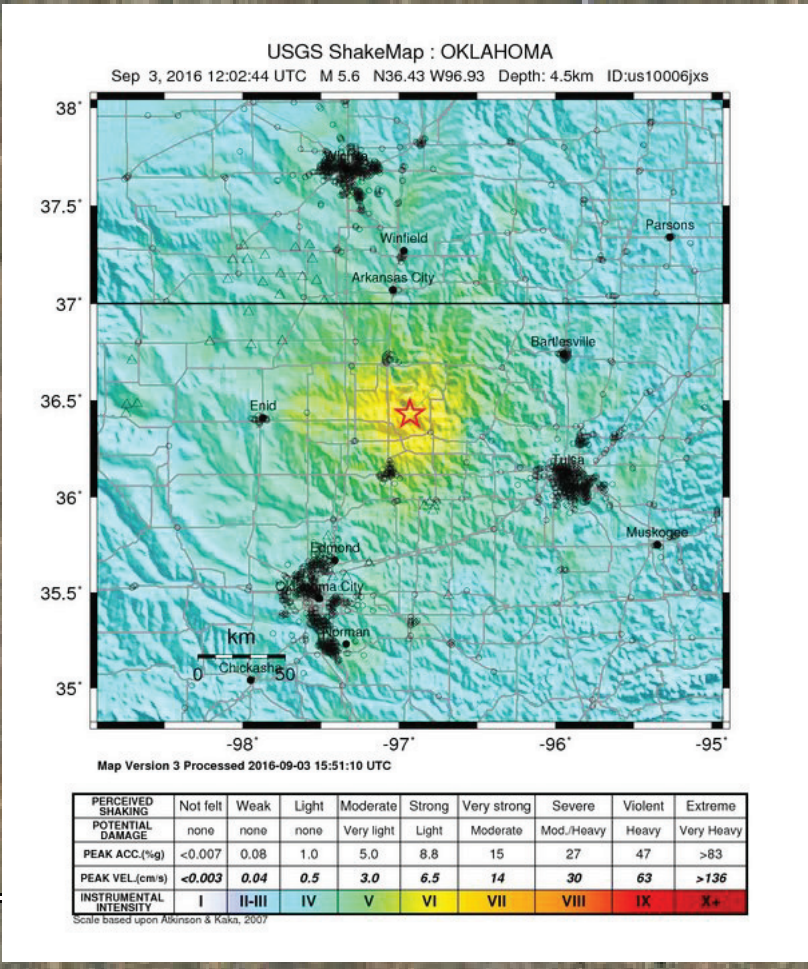 USGS ShakeMap : OKLAHOMA
Sep 3, 2016 12:02:44 UTC M 5.6 N36.43 W96.93 Depth: 4.5km ID:us10006jxs
38°
Wichita
37.5°
Parsons
Winfield
Arkansas City
37°
Bartlesville
36.5°
Enid
Tulsa
36°
Muskogee
Edmond
Oklahoma City
35.5°
Norman
km
0 50
Chickasha
35°
-98° -97° -96° -95°
Map Version 3 Processed 2016-09-03 15:51:10 UTC
PERCEIVED SHAKING Not felt Weak Light Moderate Strong Very strong Severe Violent Extreme
POTENTIAL DAMAGE none none none Very light Light Moderate Mod./Heavy Heavy Very Heavy
PEAK ACC.(%g) <0.007 0.08 1.0 5.0 8.8 15 27 47 >83
PEAK VEL.(cm/s) <0.003 0.04 0.5 3.0 6.5 14 30 63 >136
INSTRUMENTAL INTENSITY I II-III IV V VI VII VIII IX X+
Scale based upon Atkinson & Kaka, 2007